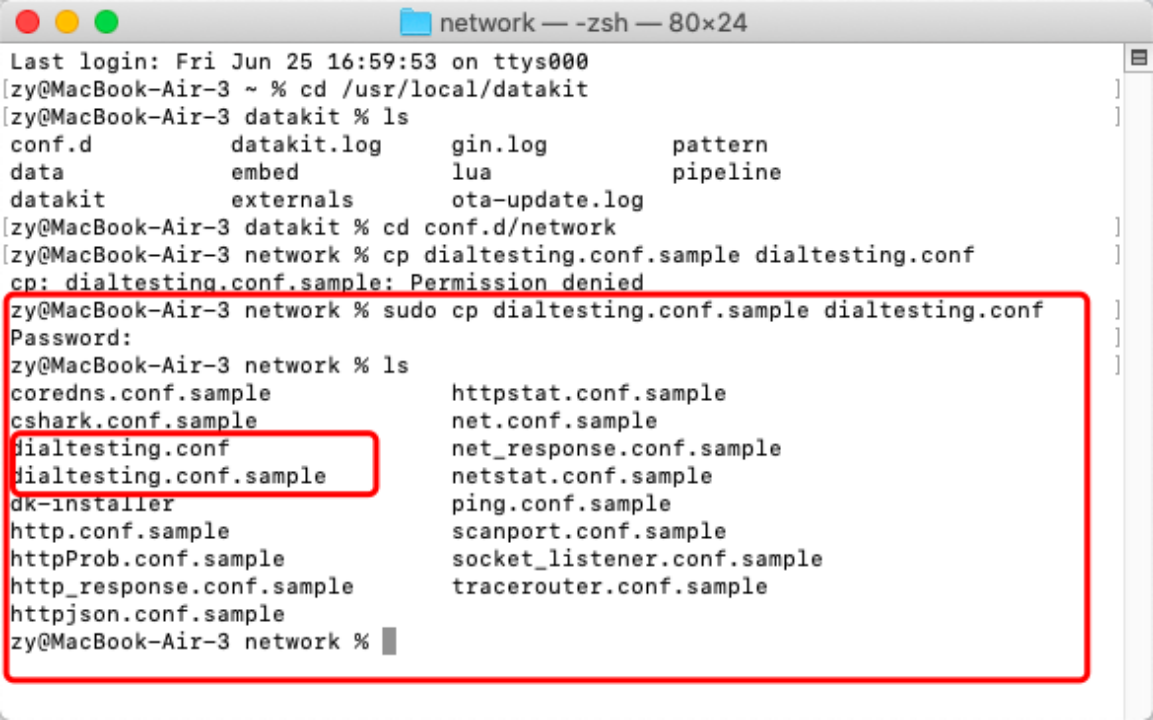 network — -zsh — 80×24
Last login: Fri Jun 25 16:59:53 on ttys000
[zy@MacBook-Air-3 ~ % cd /usr/local/datakit ]
[zy@MacBook-Air-3 datakit % ls ]
conf.d datakit.log gin.log pattern
data embed lua pipeline
datakit externals ota-update.log
[zy@MacBook-Air-3 datakit % cd conf.d/network ]
[zy@MacBook-Air-3 network % cp dialtesting.conf.sample dialtesting.conf ]
cp: dialtesting.conf.sample: Permission denied
zy@MacBook-Air-3 network % sudo cp dialtesting.conf.sample dialtesting.conf ]
Password: ]
zy@MacBook-Air-3 network % ls ]
coredns.conf.sample httpstat.conf.sample
cshark.conf.sample net.conf.sample
dialtesting.conf net_response.conf.sample
dialtesting.conf.sample netstat.conf.sample
dk-installer ping.conf.sample
http.conf.sample scanport.conf.sample
httpProb.conf.sample socket_listener.conf.sample
http_response.conf.sample tracerouter.conf.sample
httpjson.conf.sample
zy@MacBook-Air-3 network %